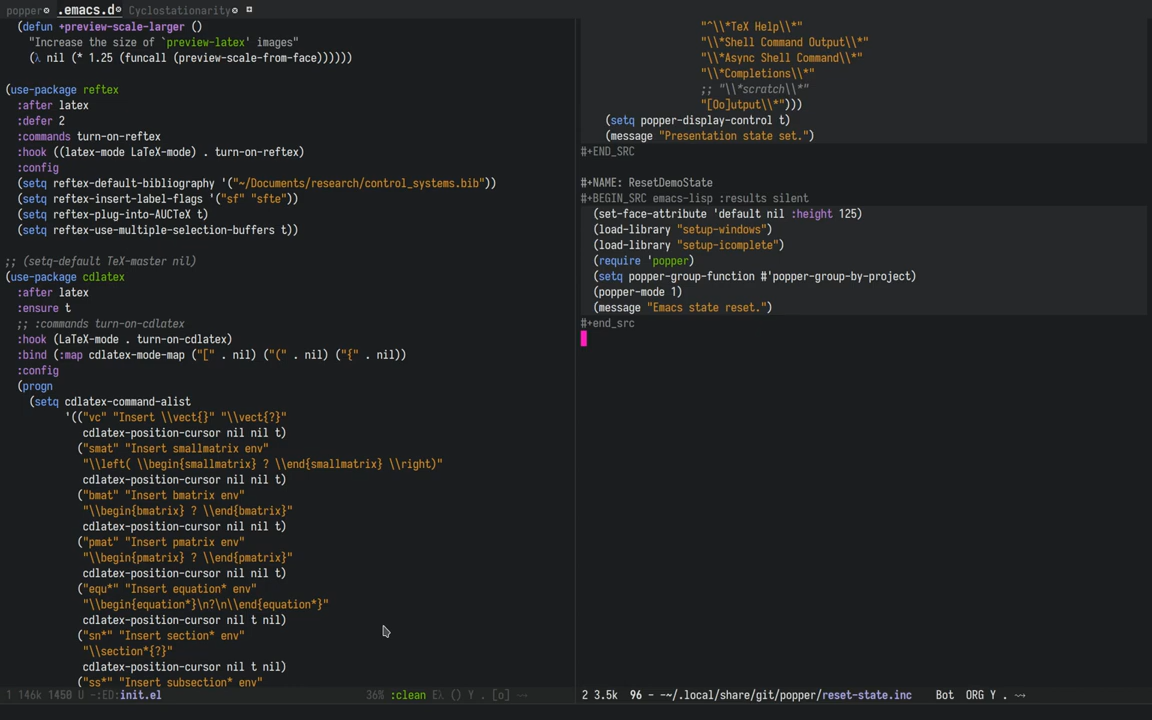 popper .emacs.d Cyclostationarity
(defun +preview-scale-larger ()
"Increase the size of `preview-latex' images"
(λ nil (* 1.25 (funcall (preview-scale-from-face))))))
(use-package reftex
:after latex
:defer 2
:commands turn-on-reftex
:hook ((latex-mode LaTeX-mode) . turn-on-reftex)
:config
(setq reftex-default-bibliography '("~/Documents/research/control_systems.bib"))
(setq reftex-insert-label-flags '("sf" "sfte"))
(setq reftex-plug-into-AUCTeX t)
(setq reftex-use-multiple-selection-buffers t))
;; (setq-default TeX-master nil)
(use-package cdlatex
:after latex
:ensure t
;; :commands turn-on-cdlatex
:hook (LaTeX-mode . turn-on-cdlatex)
:bind (:map cdlatex-mode-map ("[" . nil) ("(" . nil) ("{" . nil))
:config
(progn
(setq cdlatex-command-alist
'(("vc" "Insert \\vect{}" "\\vect{?}"
cdlatex-position-cursor nil nil t)
("smat" "Insert smallmatrix env"
"\\left( \\begin{smallmatrix} ? \\end{smallmatrix} \\right)"
cdlatex-position-cursor nil nil t)
("bmat" "Insert bmatrix env"
"\\begin{bmatrix} ? \\end{bmatrix}"
cdlatex-position-cursor nil nil t)
("pmat" "Insert pmatrix env"
"\\begin{pmatrix} ? \\end{pmatrix}"
cdlatex-position-cursor nil nil t)
("equ*" "Insert equation* env"
"\\begin{equation*}\n?\n\\end{equation*}"
cdlatex-position-cursor nil t nil)
("sn*" "Insert section* env"
"\\section*{?}"
cdlatex-position-cursor nil t nil)
("ss*" "Insert subsection* env"
1 146k 1450 U -:ED:init.el 36% :clean Eλ () Y . [o]
"^\\*TeX Help\\*"
"\\*Shell Command Output\\*"
"\\*Async Shell Command\\*"
"\\*Completions\\*"
;; "\\*scratch\\*"
"[Oo]utput\\*")))
(setq popper-display-control t)
(message "Presentation state set.")
#+END_SRC
#+NAME: ResetDemoState
#+BEGIN_SRC emacs-lisp :results silent
(set-face-attribute 'default nil :height 125)
(load-library "setup-windows")
(load-library "setup-icomplete")
(require 'popper)
(setq popper-group-function #'popper-group-by-project)
(popper-mode 1)
(message "Emacs state reset.")
#+end_src
2 3.5k 96 - -~/.local/share/git/popper/reset-state.inc Bot ORG Y .